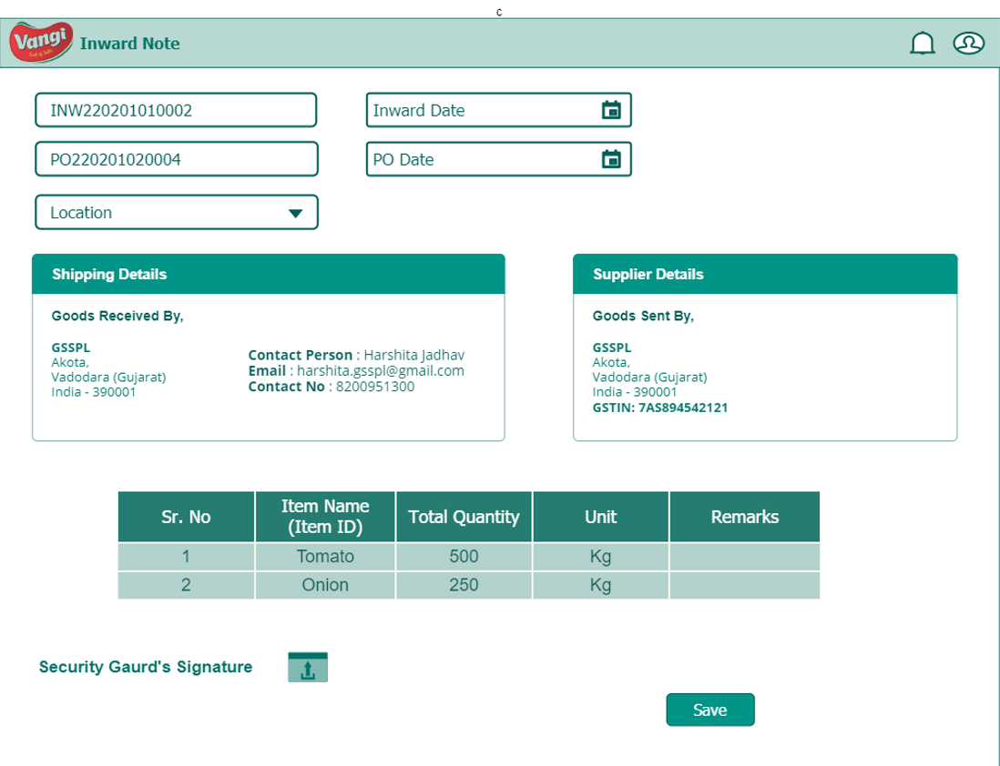 c
Vangi
Inward Note
INW220201010002
Inward Date
PO220201020004
PO Date
Location
Shipping Details
Goods Received By,
GSSPL
Akota,
Vadodara (Gujarat)
India - 390001
Contact Person : Harshita Jadhav
Email : harshita.gsspl@gmail.com
Contact No : 8200951300
Supplier Details
Goods Sent By,
GSSPL
Akota,
Vadodara (Gujarat)
India - 390001
GSTIN: 7AS894542121
Sr. No Item Name (Item ID) Total Quantity Unit Remarks
1 Tomato 500 Kg
2 Onion 250 Kg
Security Gaurd's Signature
Save